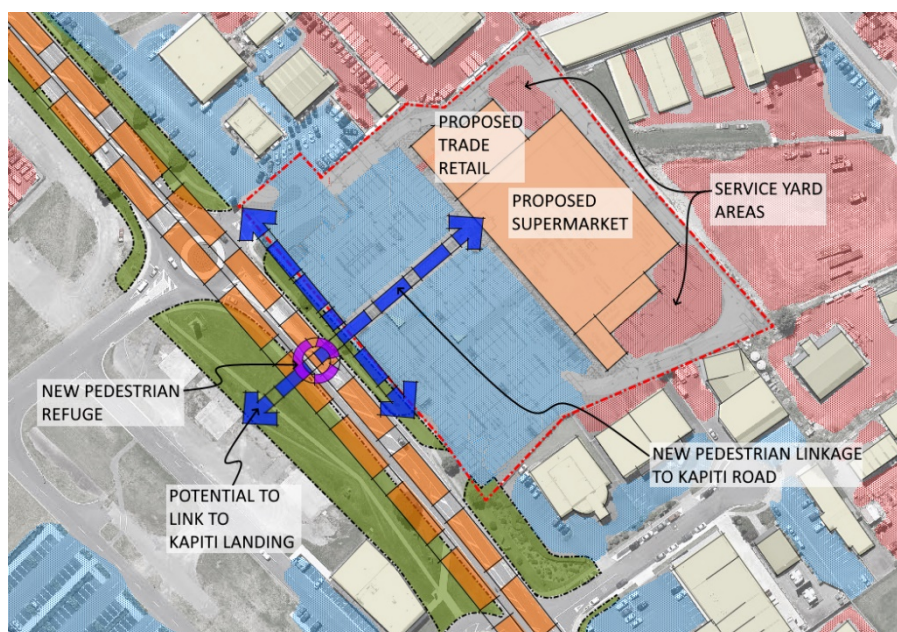 PROPOSED
TRADE
RETAIL
PROPOSED
SUPERMARKET
SERVICE YARD
AREAS
NEW PEDESTRIAN
REFUGE
NEW PEDESTRIAN LINKAGE
TO KAPITI ROAD
POTENTIAL TO
LINK TO
KAPITI LANDING